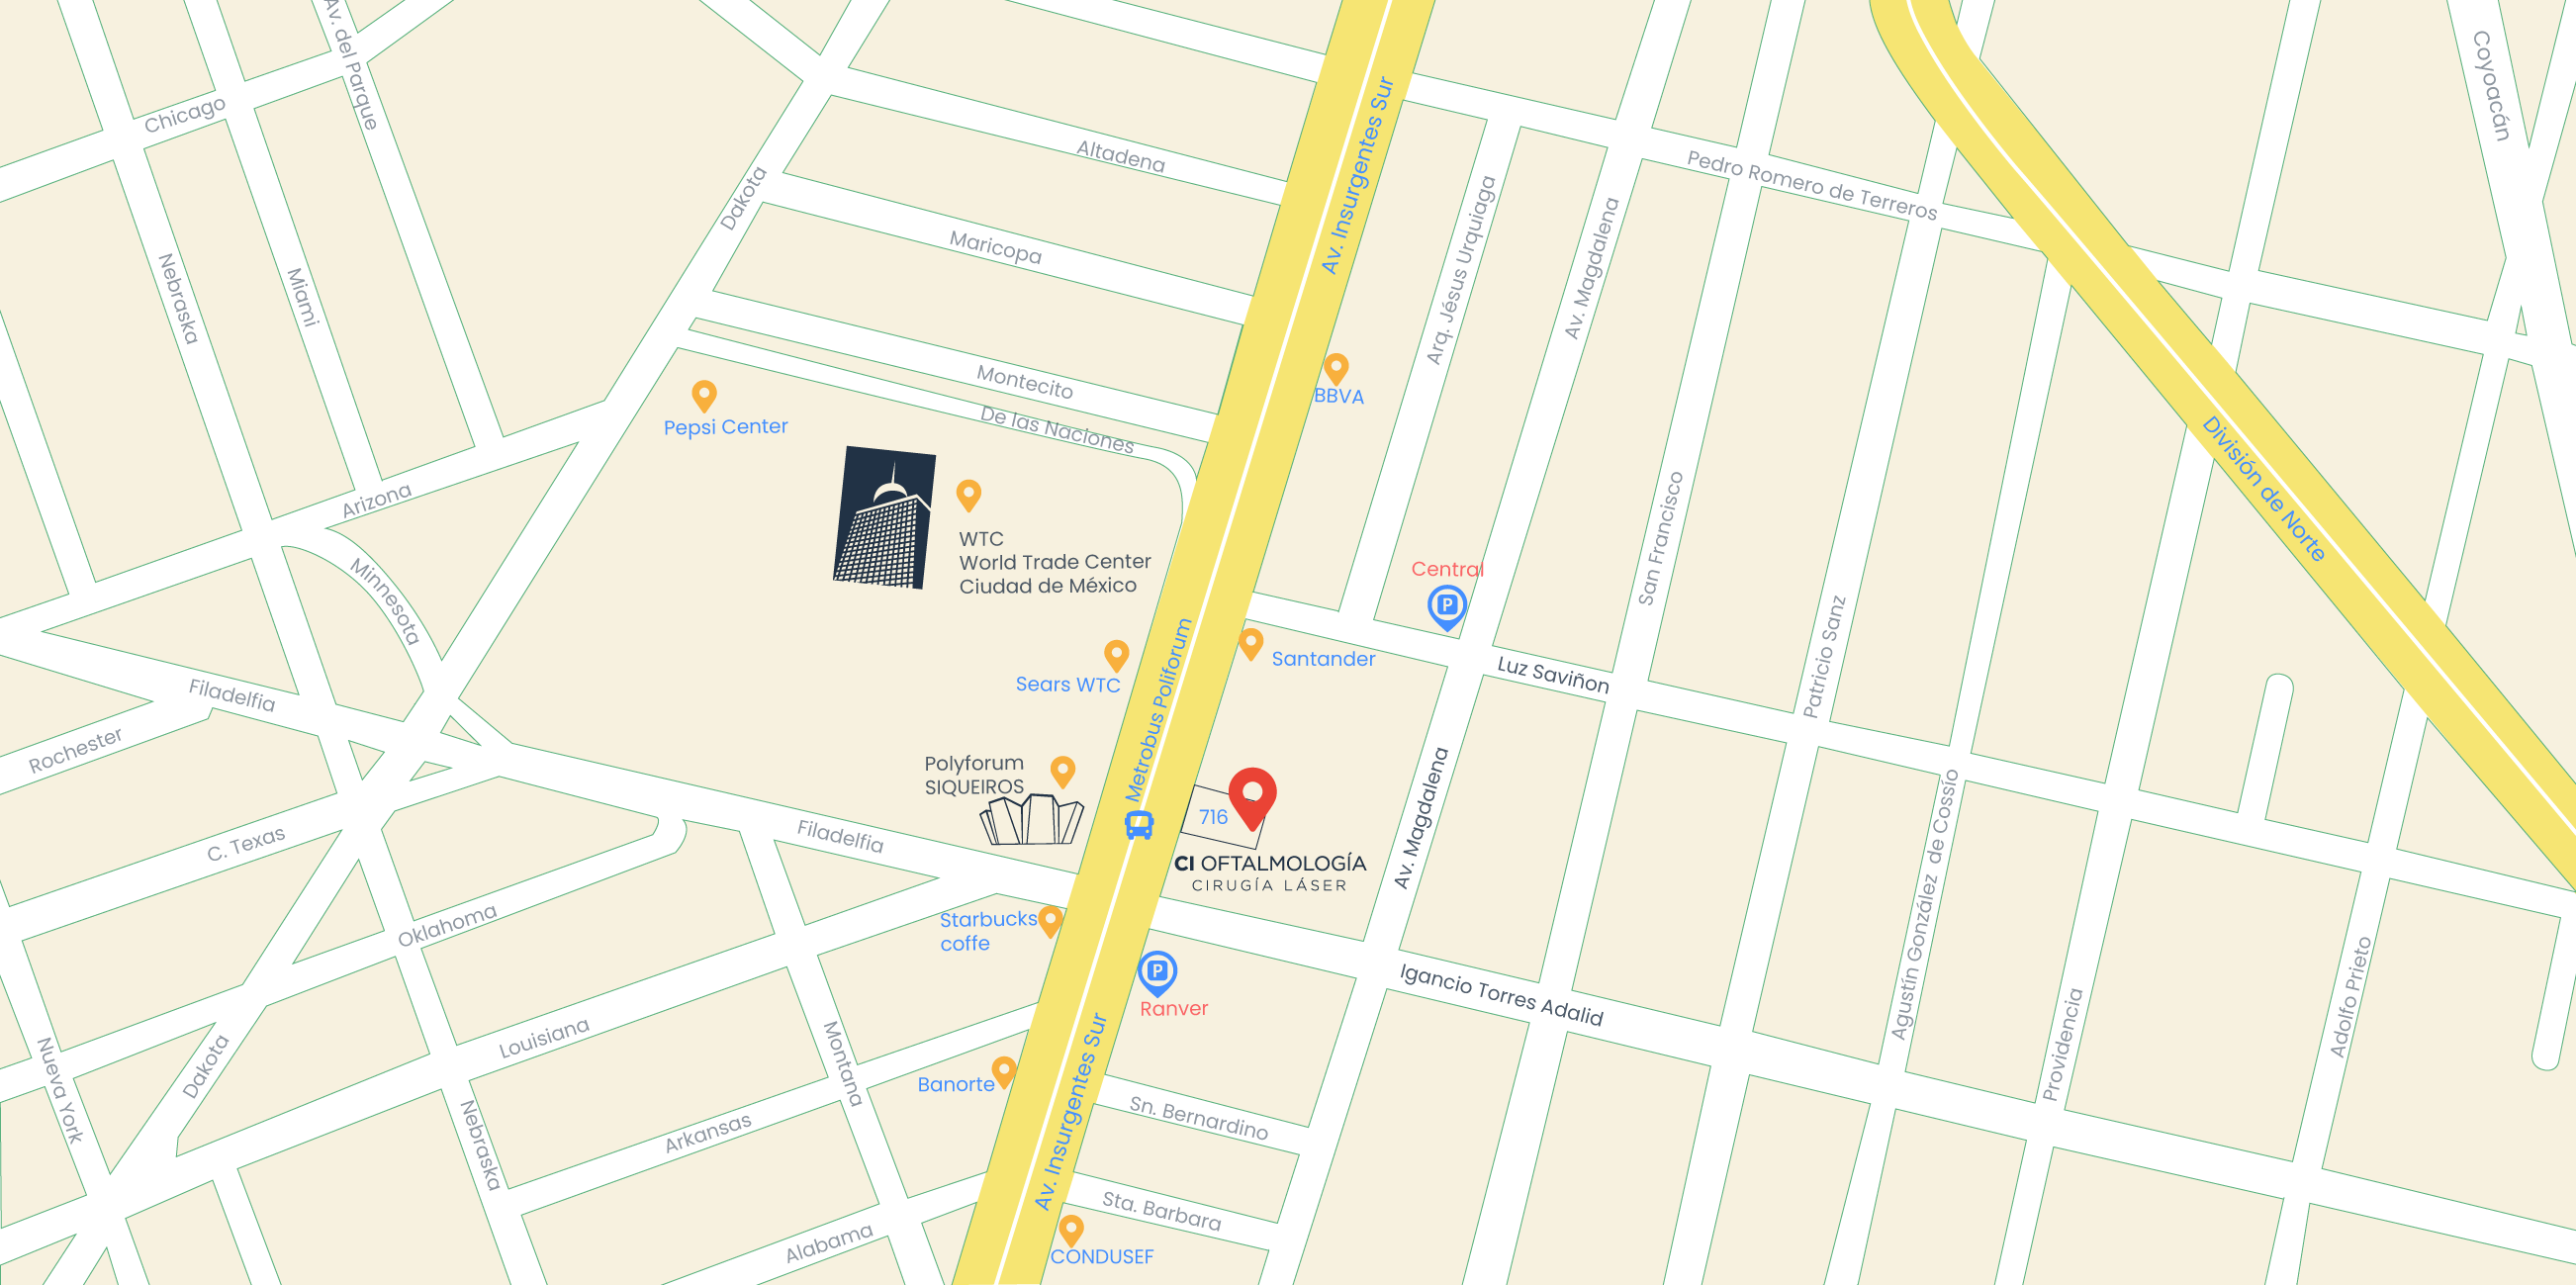 Av. del Parque
Coyoacán
Chicago
Av. Insurgentes Sur
Altadena
Pedro Romero de Terreros
Dakota
Maricopa
Arq. Jésus Urquiaga
Av. Magdalena
Nebraska
Miami
Montecito
De las Naciones
BBVA
Pepsi Center
Arizona
WTC
World Trade Center
Ciudad de México
Central
P
San Francisco
División de Norte
Minnesota
Santander
Luz Saviñon
Patricio Sanz
Sears WTC
Metrobus Poliforum
Filadelfia
Rochester
Polyforum
SIQUEIROS
716
CI OFTALMOLOGÍA
CIRUGÍA LÁSER
Av. Magdalena
C. Texas
Filadelfia
Agustín González de Cossío
Oklahoma
Starbucks
coffe
P
Ranver
Igancio Torres Adalid
Adolfo Prieto
Providencia
Louisiana
Nueva York
Dakota
Montana
Banorte
Av. Insurgentes Sur
Sn. Bernardino
Nebraska
Arkansas
Sta. Barbara
Alabama
CONDUSEF